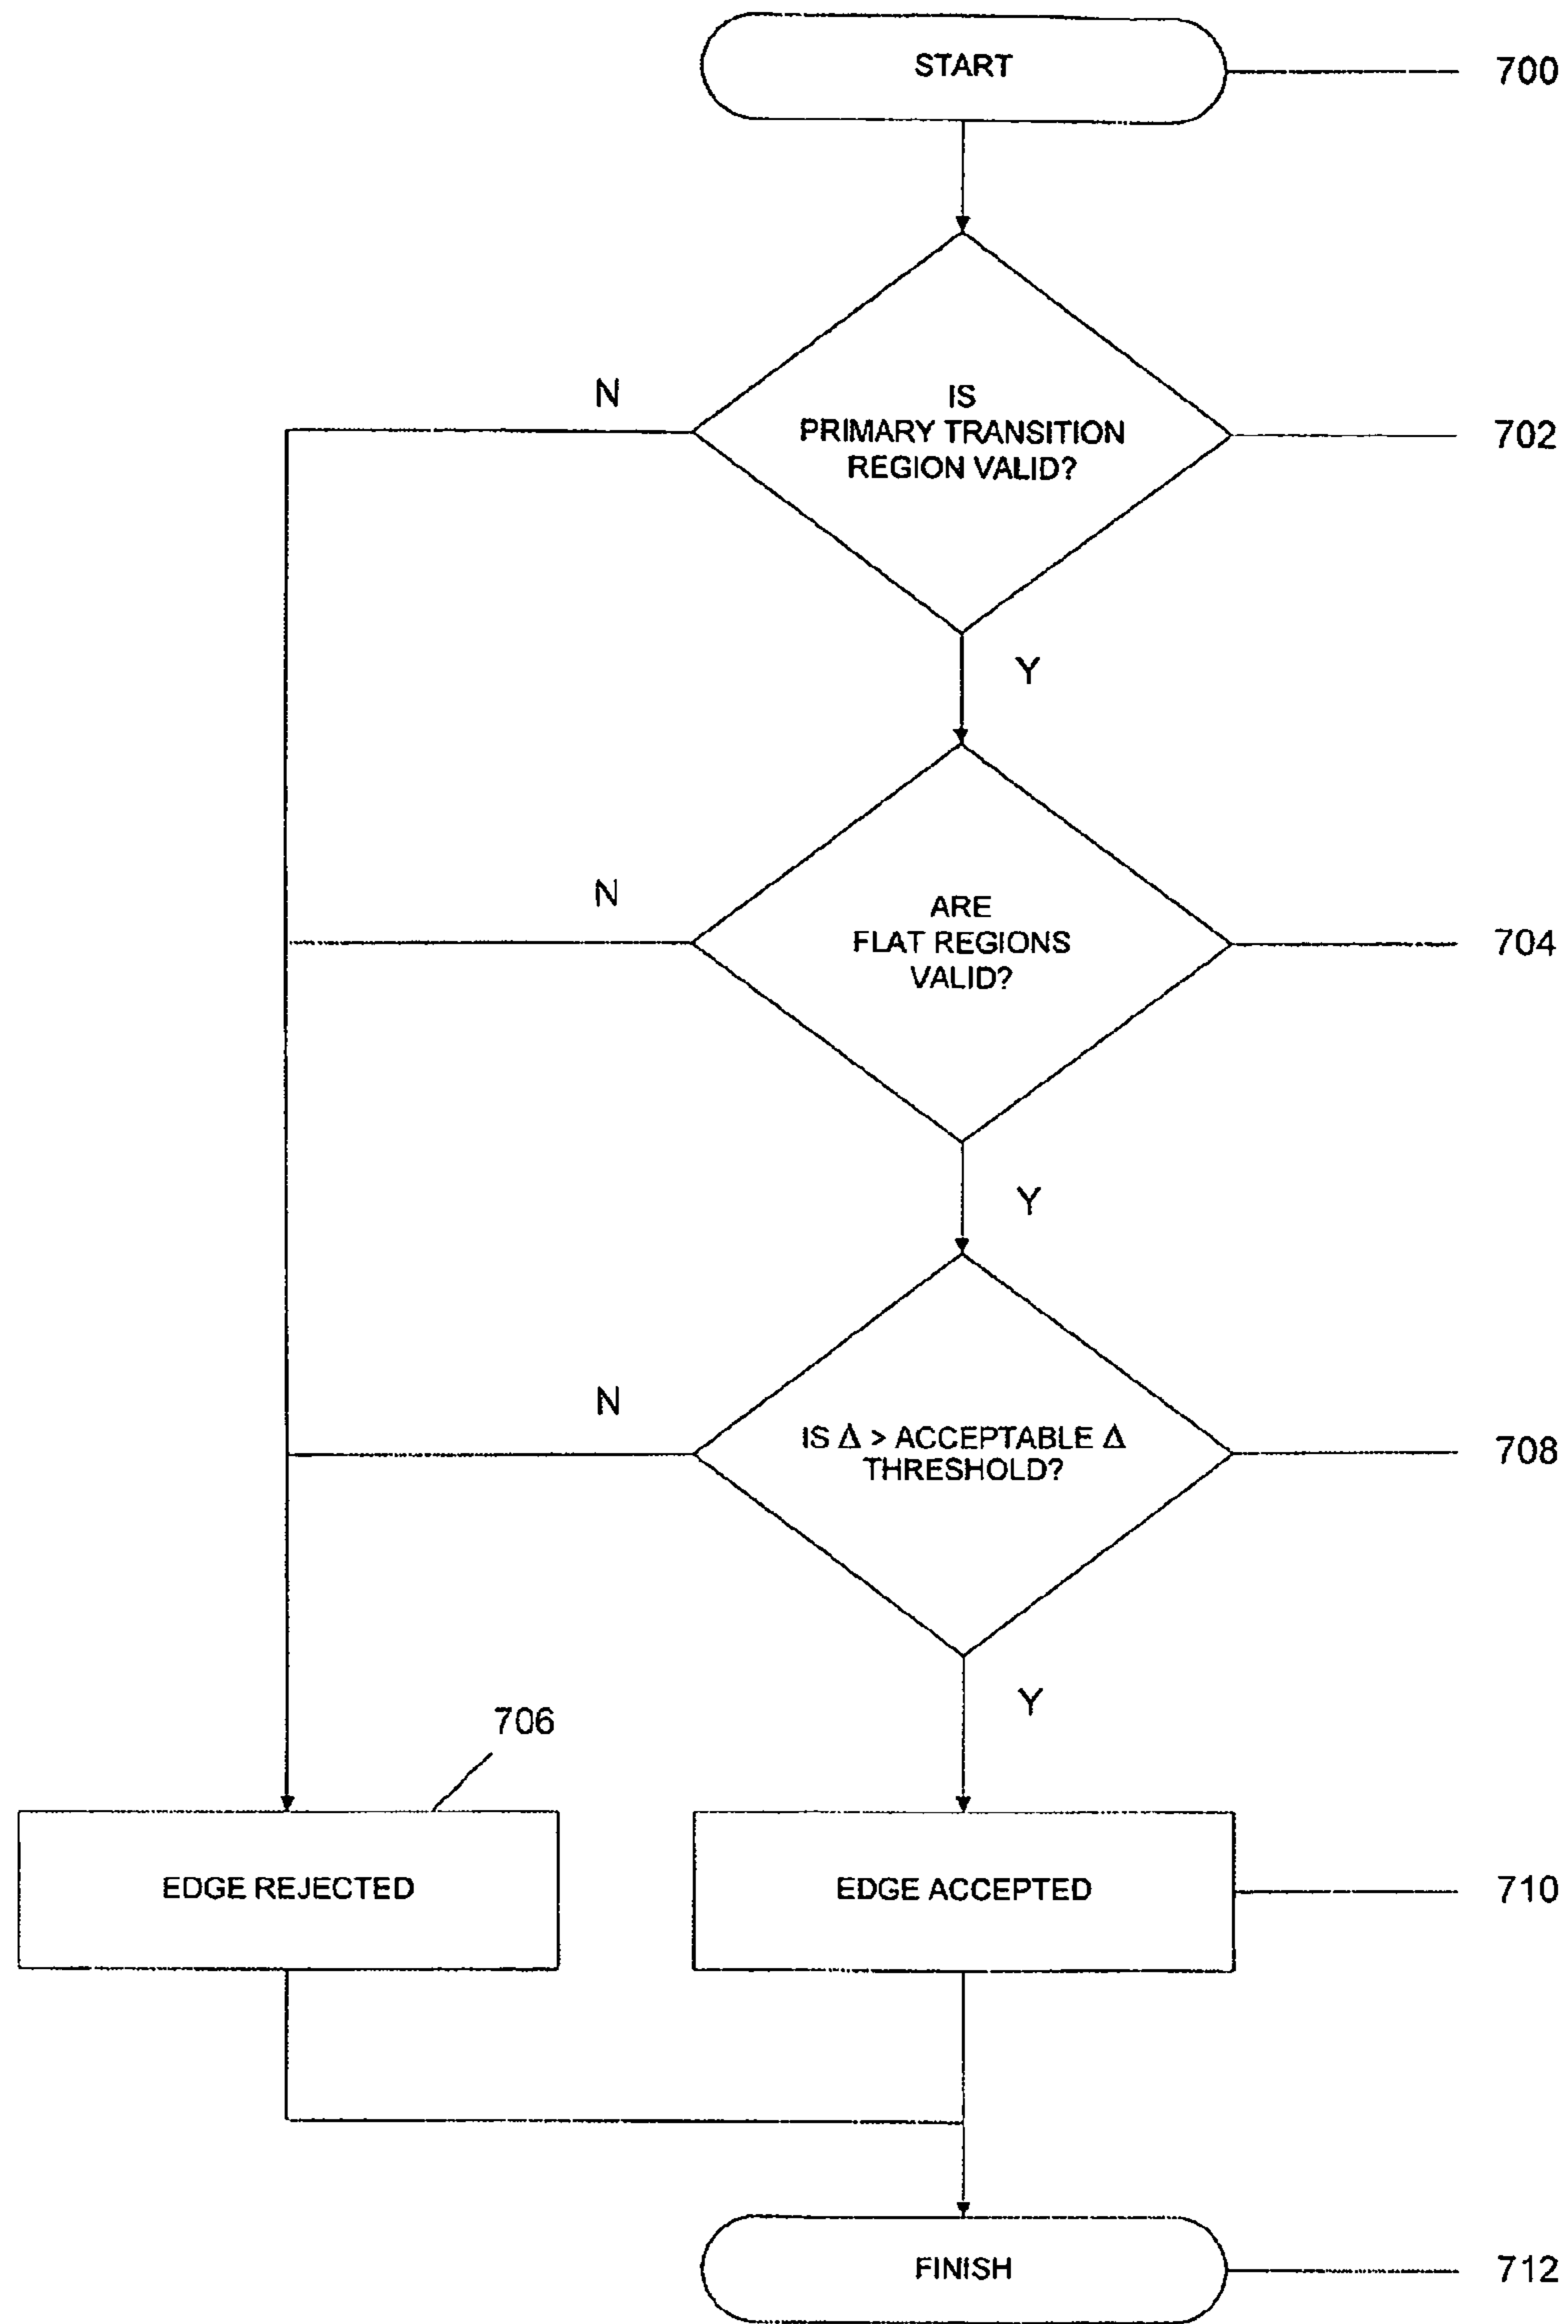 START
700
N
IS
PRIMARY TRANSITION
REGION VALID?
702
Y
N
ARE
FLAT REGIONS
VALID?
704
Y
N
IS Δ > ACCEPTABLE Δ
THRESHOLD?
708
Y
706
EDGE REJECTED
EDGE ACCEPTED
710
FINISH
712